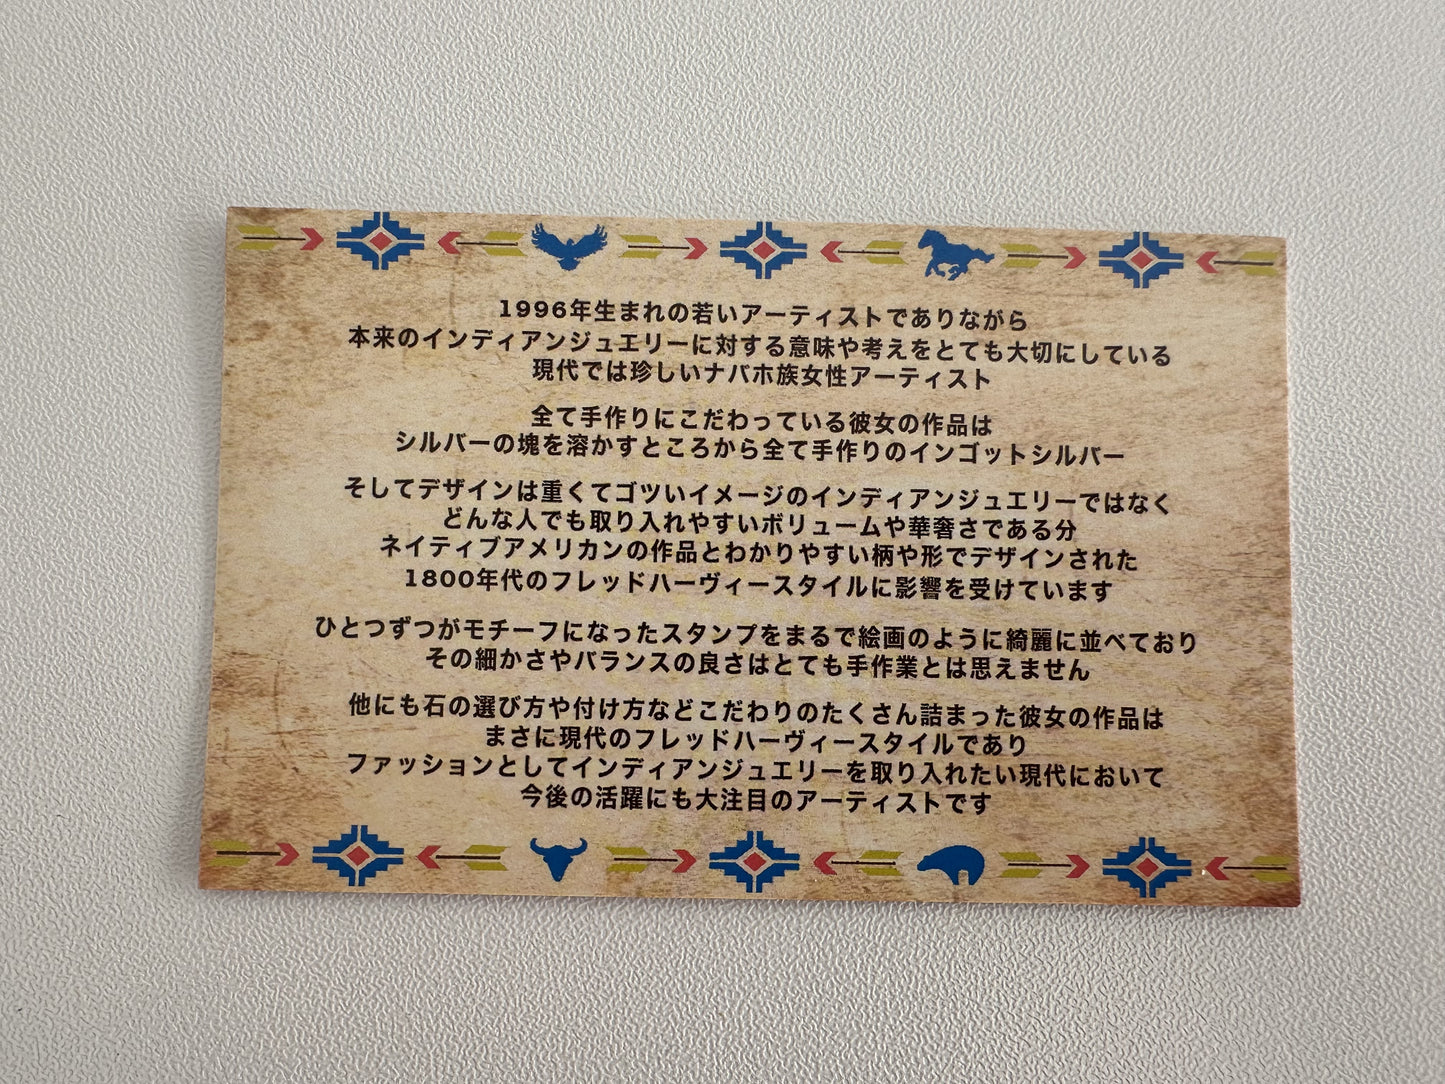 1996年生まれの若いアーティストでありながら
本来のインディアンジュエリーに対する意味や考えをとても大切にしている
現代では珍しいナバホ族女性アーティスト
全て手作りにこだわっている彼女の作品は
シルバーの塊を溶かすところから全て手作りのインゴットシルバー
そしてデザインは重くてゴツいイメージのインディアンジュエリーではなく
どんな人でも取り入れやすいボリュームや華奢さである分
ネイティブアメリカンの作品とわかりやすい柄や形でデザインされた
1800年代のフレッドハーヴィースタイルに影響を受けています
ひとつずつがモチーフになったスタンプをまるで絵画のように綺麗に並べており
その細かさやバランスの良さはとても手作業とは思えません
他にも石の選び方や付け方などこだわりのたくさん詰まった彼女の作品は
まさに現代のフレッドハーヴィースタイルであり
ファッションとしてインディアンジュエリーを取り入れたい現代において
今後の活躍にも大注目のアーティストです